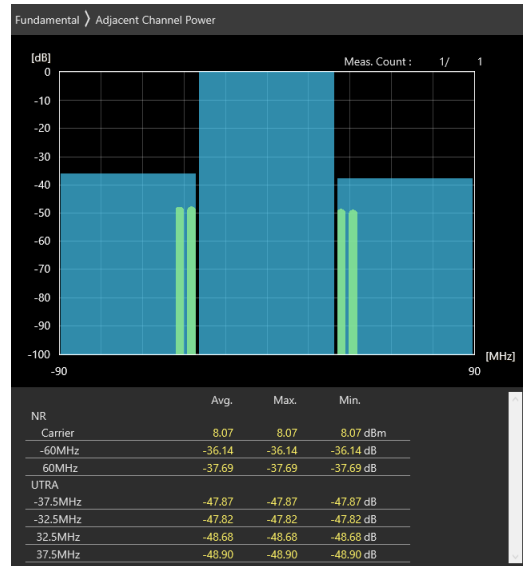 Fundamental 〉 Adjacent Channel Power
[dB]
Meas. Count : 1/ 1
0
-10
-20
-30
-40
-50
-60
-70
-80
-90
-100
[MHz]
-90 90
Avg. Max. Min.
NR
Carrier 8.07 8.07 8.07 dBm
-60MHz -36.14 -36.14 -36.14 dB
60MHz -37.69 -37.69 -37.69 dB
UTRA
-37.5MHz -47.87 -47.87 -47.87 dB
-32.5MHz -47.82 -47.82 -47.82 dB
32.5MHz -48.68 -48.68 -48.68 dB
37.5MHz -48.90 -48.90 -48.90 dB